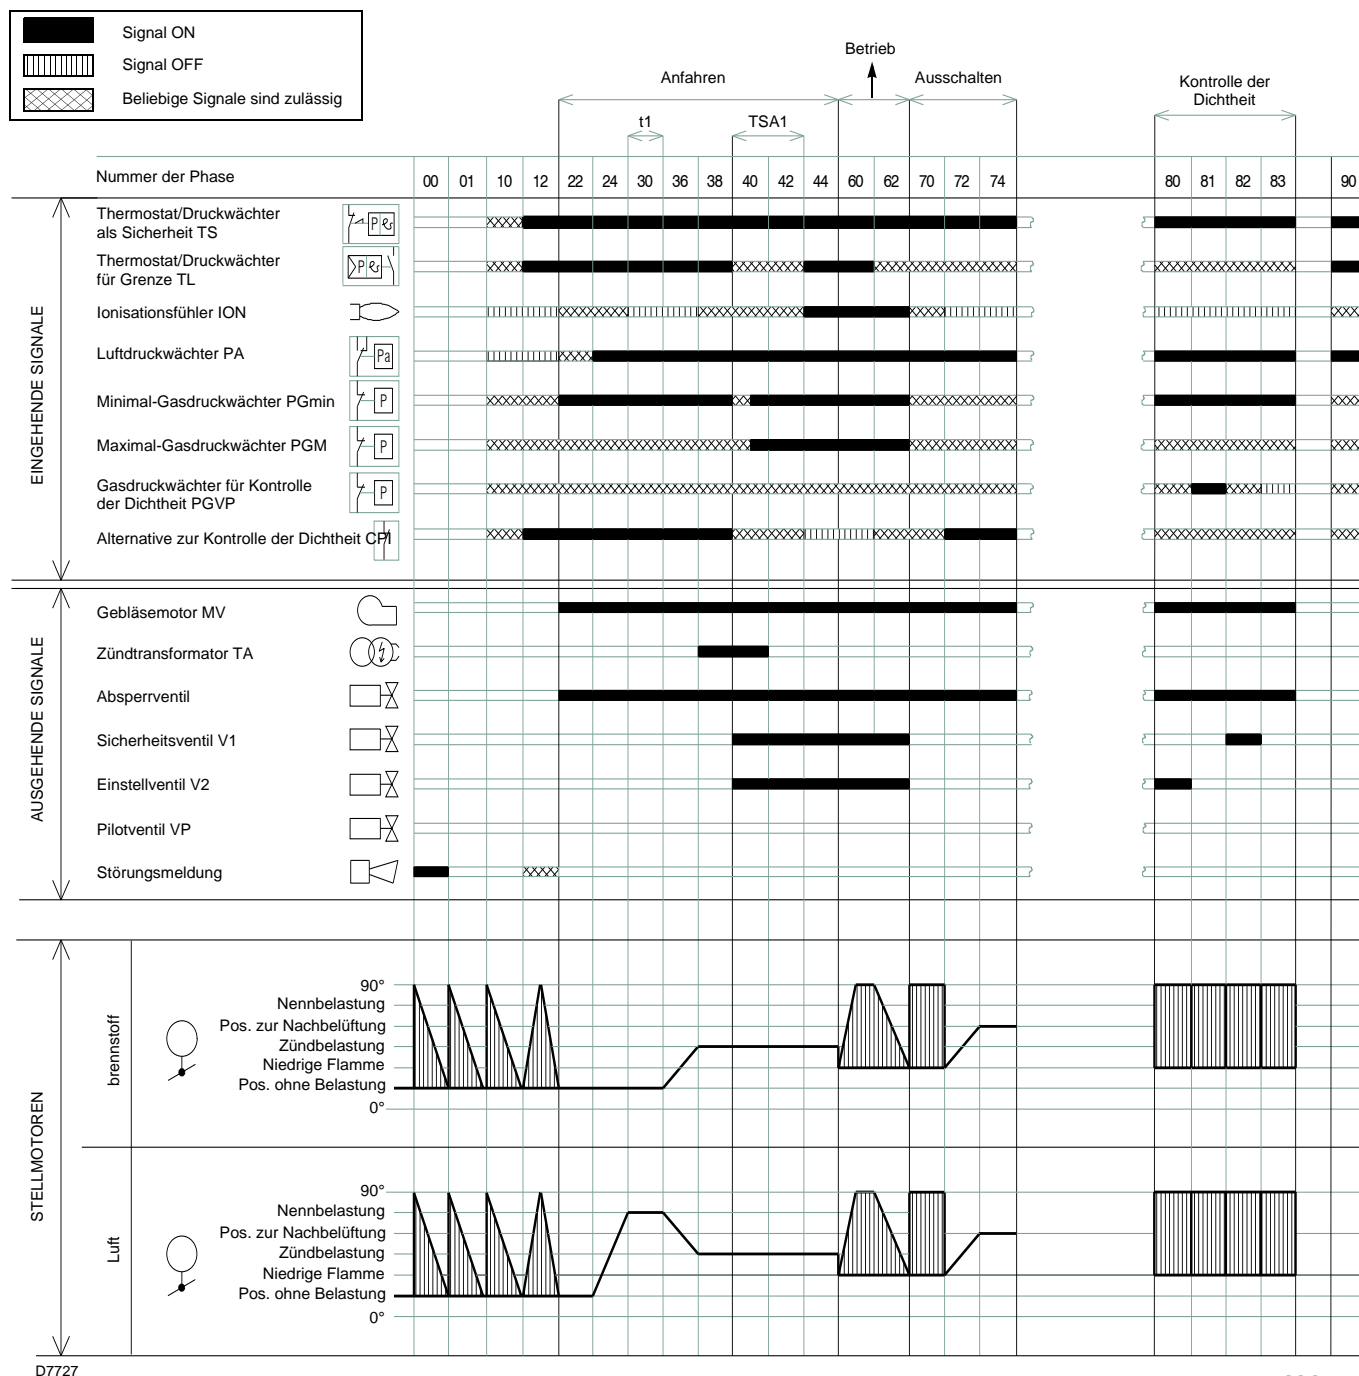 Signal ON
Signal OFF
Beliebige Signale sind zulässig
Betrieb
Anfahren
Ausschalten
Kontrolle der
Dichtheit
t1
TSA1
Nummer der Phase
00 01 10 12 22 24 30 36 38 40 42 44 60 62 70 72 74 80 81 82 83 90
EINGEHENDE SIGNALE
Thermostat/Druckwächter
als Sicherheit TS
P
Thermostat/Druckwächter
für Grenze TL
P
Ionisationsfühler ION
Luftdruckwächter PA
Pa
Minimal-Gasdruckwächter PGmin
P
Maximal-Gasdruckwächter PGM
P
Gasdruckwächter für Kontrolle
der Dichtheit PGVP
P
Alternative zur Kontrolle der Dichtheit CPI
AUSGEHENDE SIGNALE
Gebläsemotor MV
Zündtransformator TA
Absperrventil
Sicherheitsventil V1
Einstellventil V2
Pilotventil VP
Störungsmeldung
STELLMOTOREN
brennstoff
90°
Nennbelastung
Pos. zur Nachbelüftung
Zündbelastung
Niedrige Flamme
Pos. ohne Belastung
0°
Luft
90°
Nennbelastung
Pos. zur Nachbelüftung
Zündbelastung
Niedrige Flamme
Pos. ohne Belastung
0°
D7727